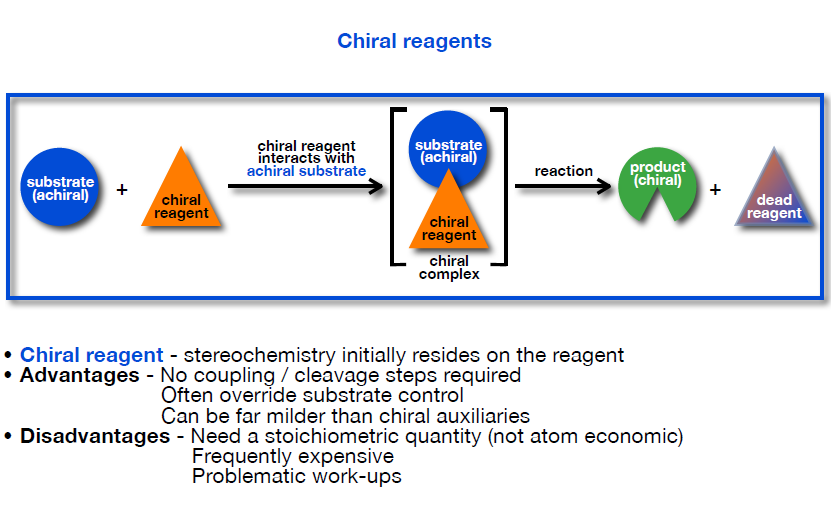 Chiral reagents
substrate
(achiral)
+
chiral
reagent
chiral reagent
interacts with
achiral substrate
substrate
(achiral)
chiral
reagent
chiral
complex
reaction
product
(chiral)
+
dead
reagent
• Chiral reagent - stereochemistry initially resides on the reagent
• Advantages - No coupling / cleavage steps required
Often override substrate control
Can be far milder than chiral auxiliaries
• Disadvantages - Need a stoichiometric quantity (not atom economic)
Frequently expensive
Problematic work-ups